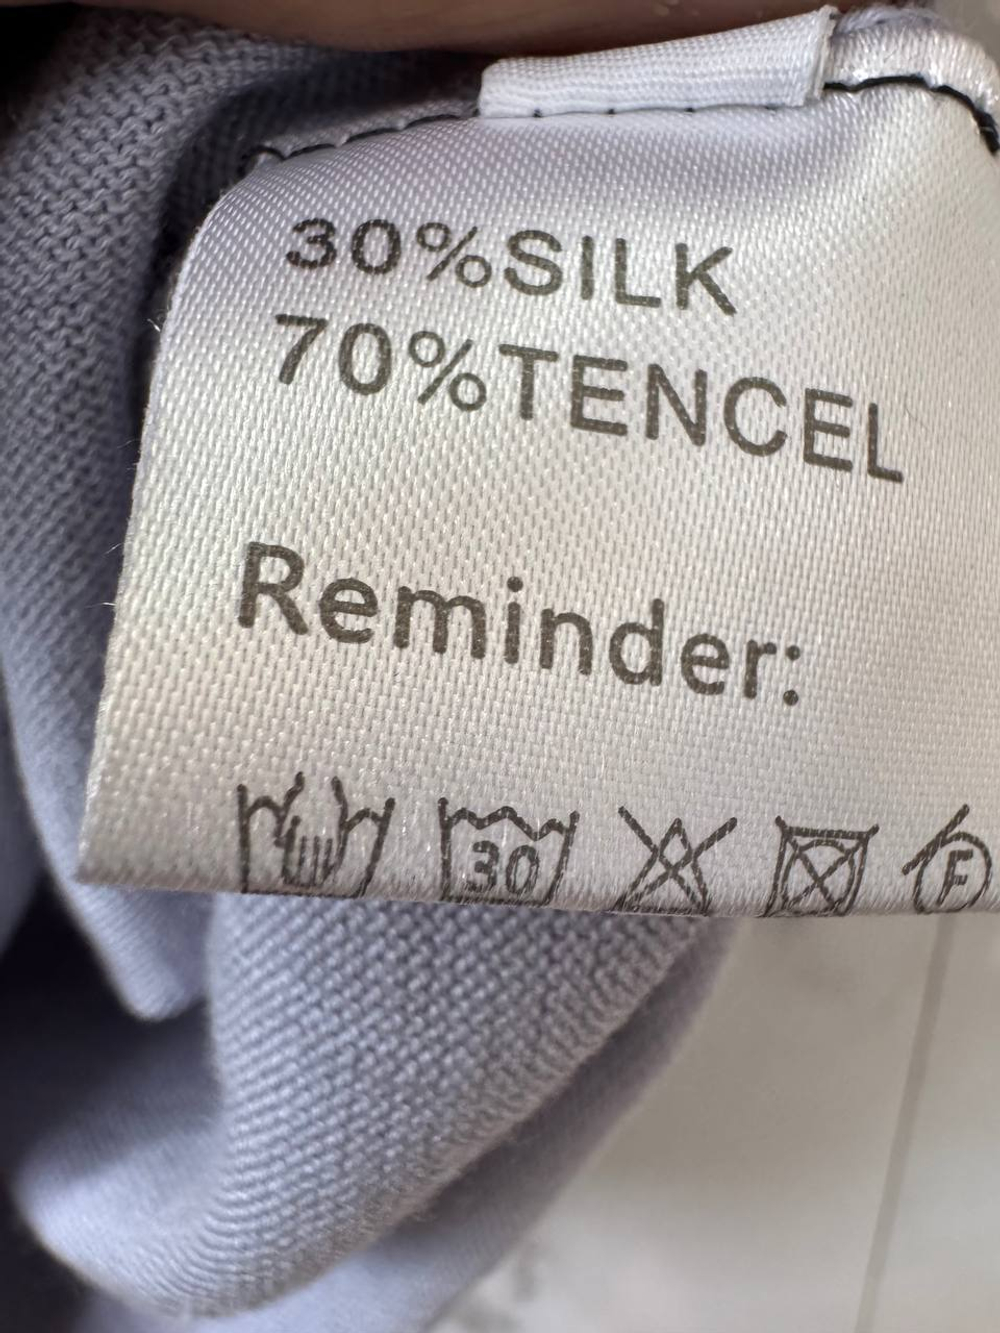 30%SILK
70%TENCEL
Reminder:
30 F